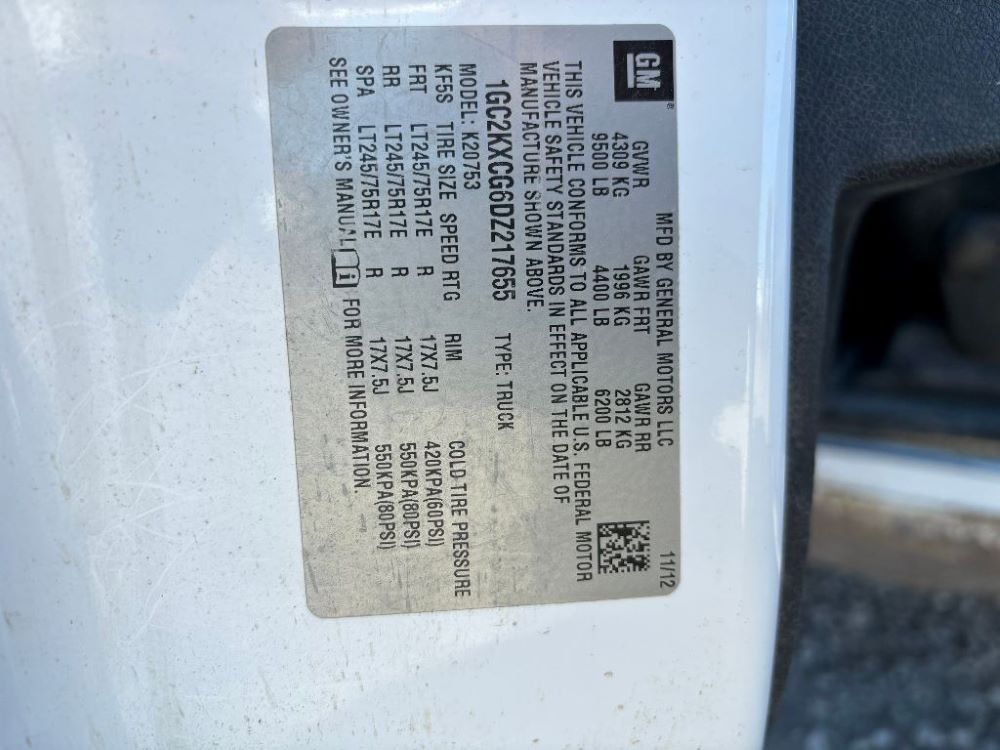 GM®
MFD BY GENERAL MOTORS LLC 11/12
GVWR GAWR FRT GAWR RR
4309 KG 1996 KG 2812 KG
9500 LB 4400 LB 6200 LB
THIS VEHICLE CONFORMS TO ALL APPLICABLE U.S. FEDERAL MOTOR
VEHICLE SAFETY STANDARDS IN EFFECT ON THE DATE OF
MANUFACTURE SHOWN ABOVE.
1GC2KXCG6DZ217655 TYPE: TRUCK
MODEL: K20753
KF5S TIRE SIZE SPEED RTG RIM COLD TIRE PRESSURE
FRT LT245/75R17E R 17X7.5J 420KPA(60PSI)
RR LT245/75R17E R 17X7.5J 550KPA(80PSI)
SPA LT245/75R17E R 17X7.5J 550KPA(80PSI)
SEE OWNER'S MANUAL i FOR MORE INFORMATION.